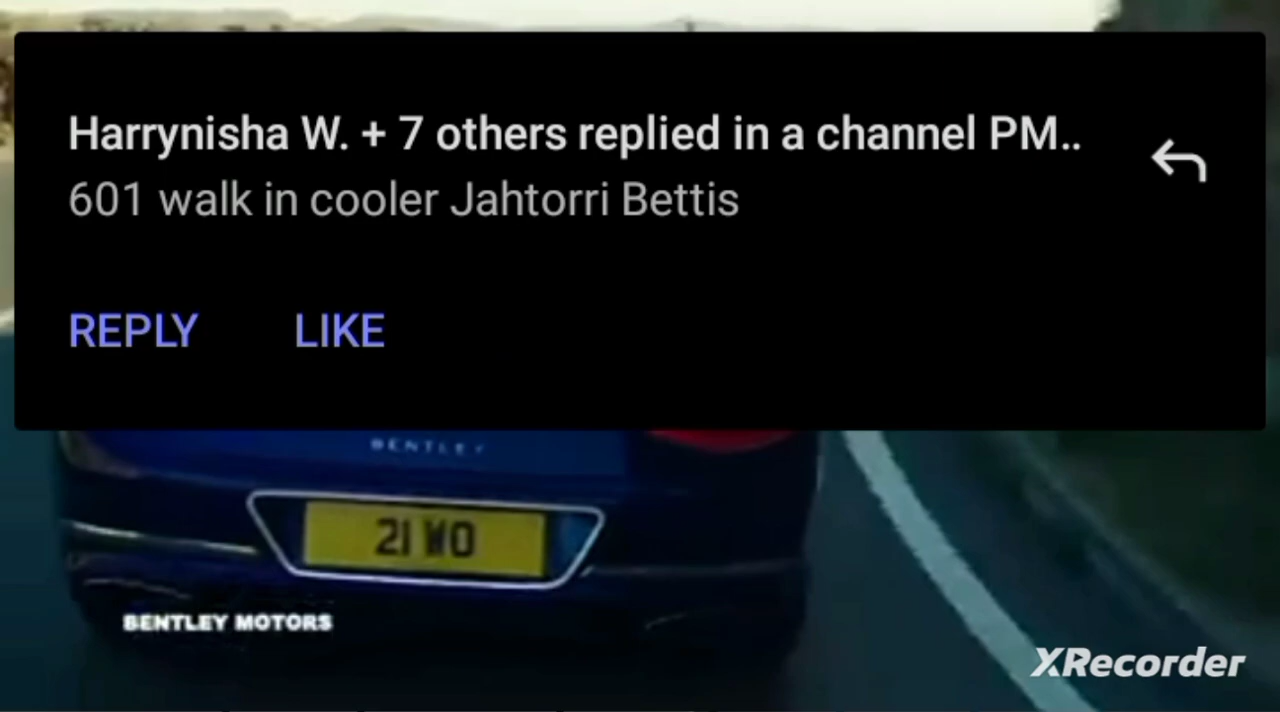 Harrynisha W. + 7 others replied in a channel PM..
601 walk in cooler Jahtorri Bettis
REPLY LIKE
BENTLEY
21 WO
BENTLEY MOTORS
XRecorder